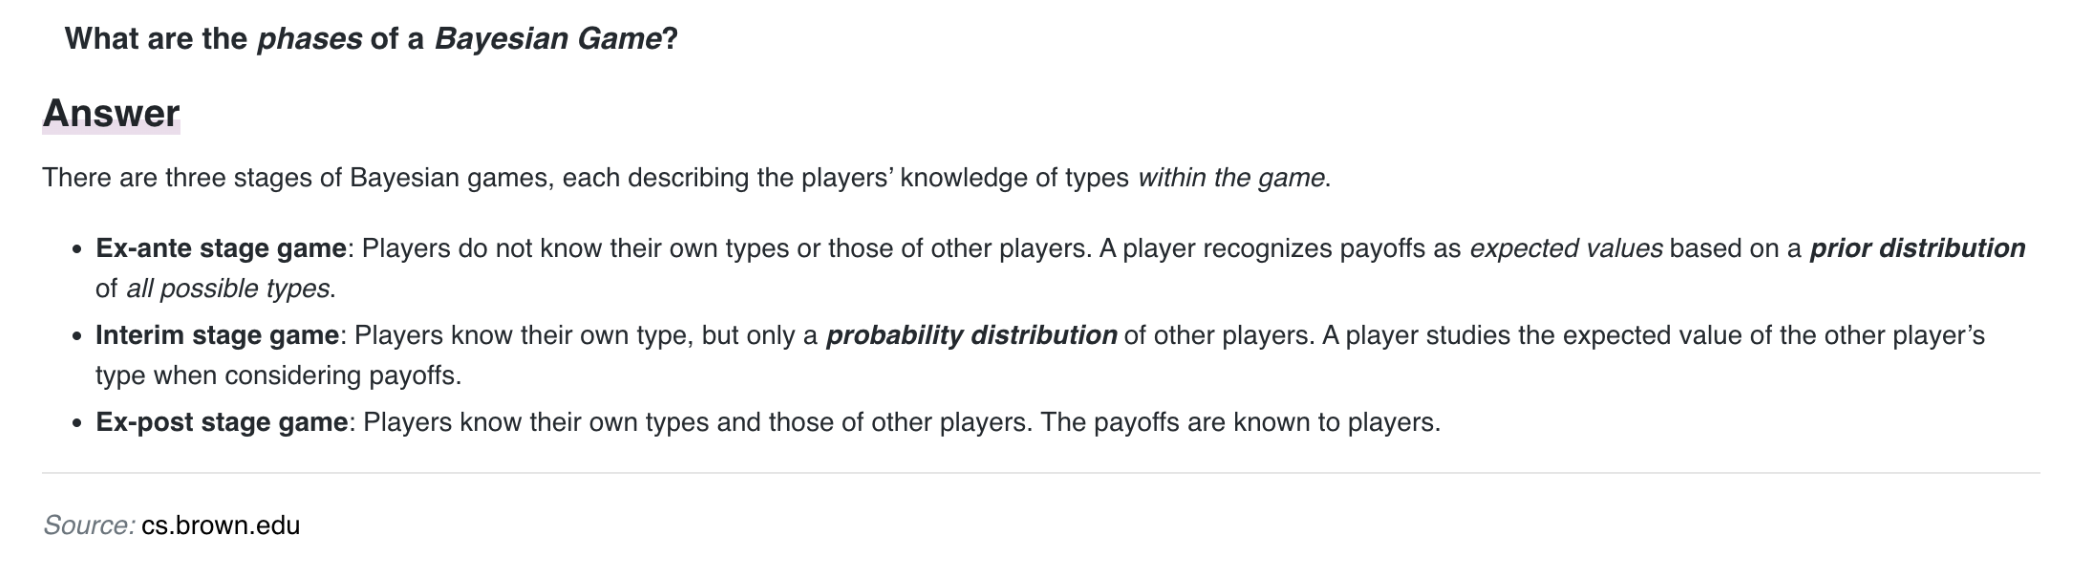 What are the phases of a Bayesian Game?
Answer
There are three stages of Bayesian games, each describing the players’ knowledge of types within the game.
• Ex-ante stage game: Players do not know their own types or those of other players. A player recognizes payoffs as expected values based on a prior distribution
of all possible types.
• Interim stage game: Players know their own type, but only a probability distribution of other players. A player studies the expected value of the other player’s
type when considering payoffs.
• Ex-post stage game: Players know their own types and those of other players. The payoffs are known to players.
Source: cs.brown.edu